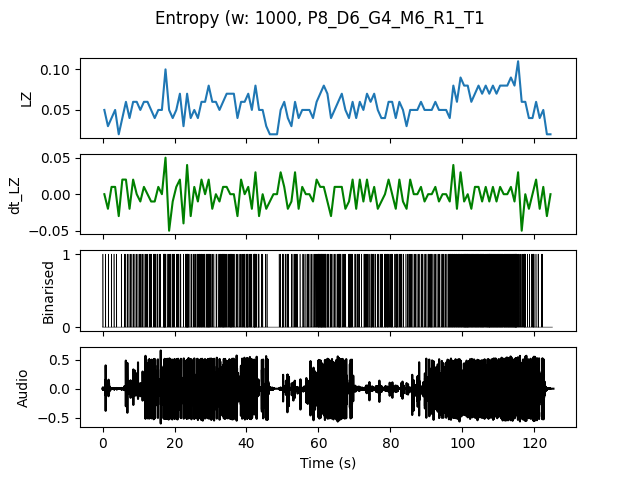 Entropy (w: 1000, P8_D6_G4_M6_R1_T1
LZ
0.10
0.05
dt_LZ
0.05
0.00
−0.05
Binarised
1
0
Audio
0.5
0.0
−0.5
0 20 40 60 80 100 120
Time (s)